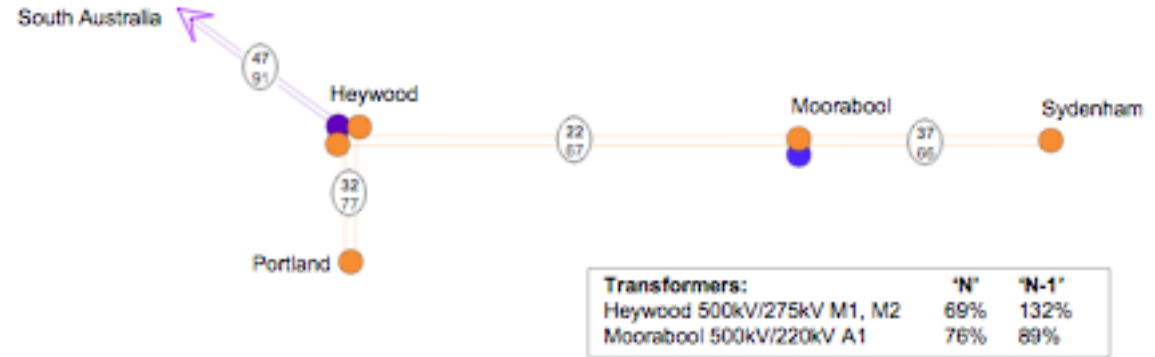 South Australia
47
91
Heywood
Moorabool
Sydenham
22
67
37
66
32
77
Portland
Transformers: "N" "N-1"
Heywood 500kV/275kV M1, M2 69% 132%
Moorabool 500kV/220kV A1 76% 89%